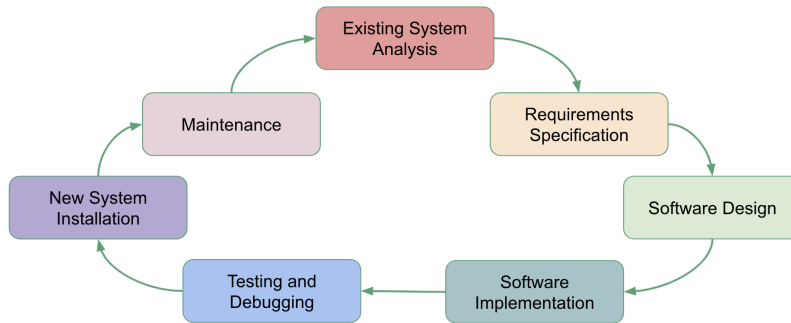 Existing System
Analysis
Requirements
Specification
Software Design
Software
Implementation
Testing and
Debugging
New System
Installation
Maintenance